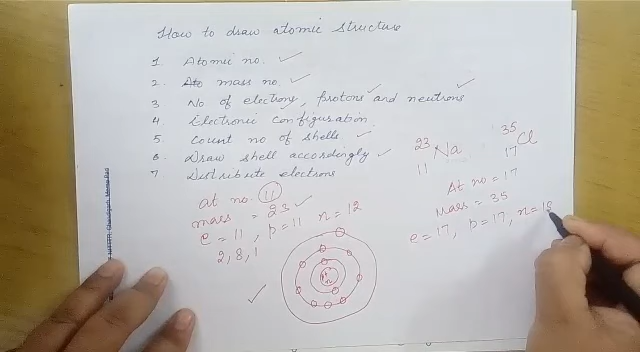 How to draw atomic structure
1 Atomic no.
2. mass no.
3 No of electrons, protons and neutrons
4. Electronic configuration.
5. Count no of shells
6. Draw shell accordingly
7. Distribute electrons
at no. 11
mass = 23
e = 11, p = 11 n = 12
2, 8, 1
23
11 Na
35
17 Cl
At no = 17
Mass = 35
e = 17, p = 17, n = 18